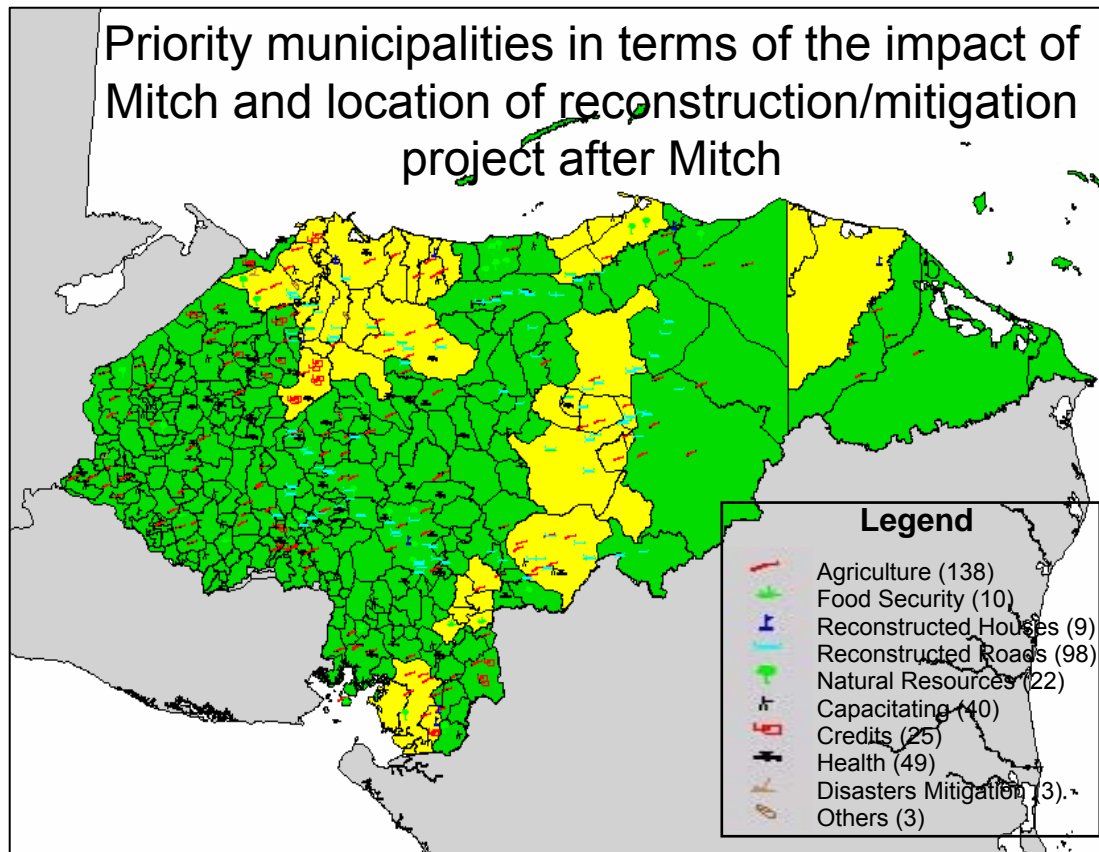 Priority municipalities in terms of the impact of
Mitch and location of reconstruction/mitigation
project after Mitch
Legend
Agriculture (138)
Food Security (10)
Reconstructed Houses (9)
Reconstructed Roads (98)
Natural Resources (22)
Capacitating (40)
Credits (25)
Health (49)
Disasters Mitigation (3).
Others (3)